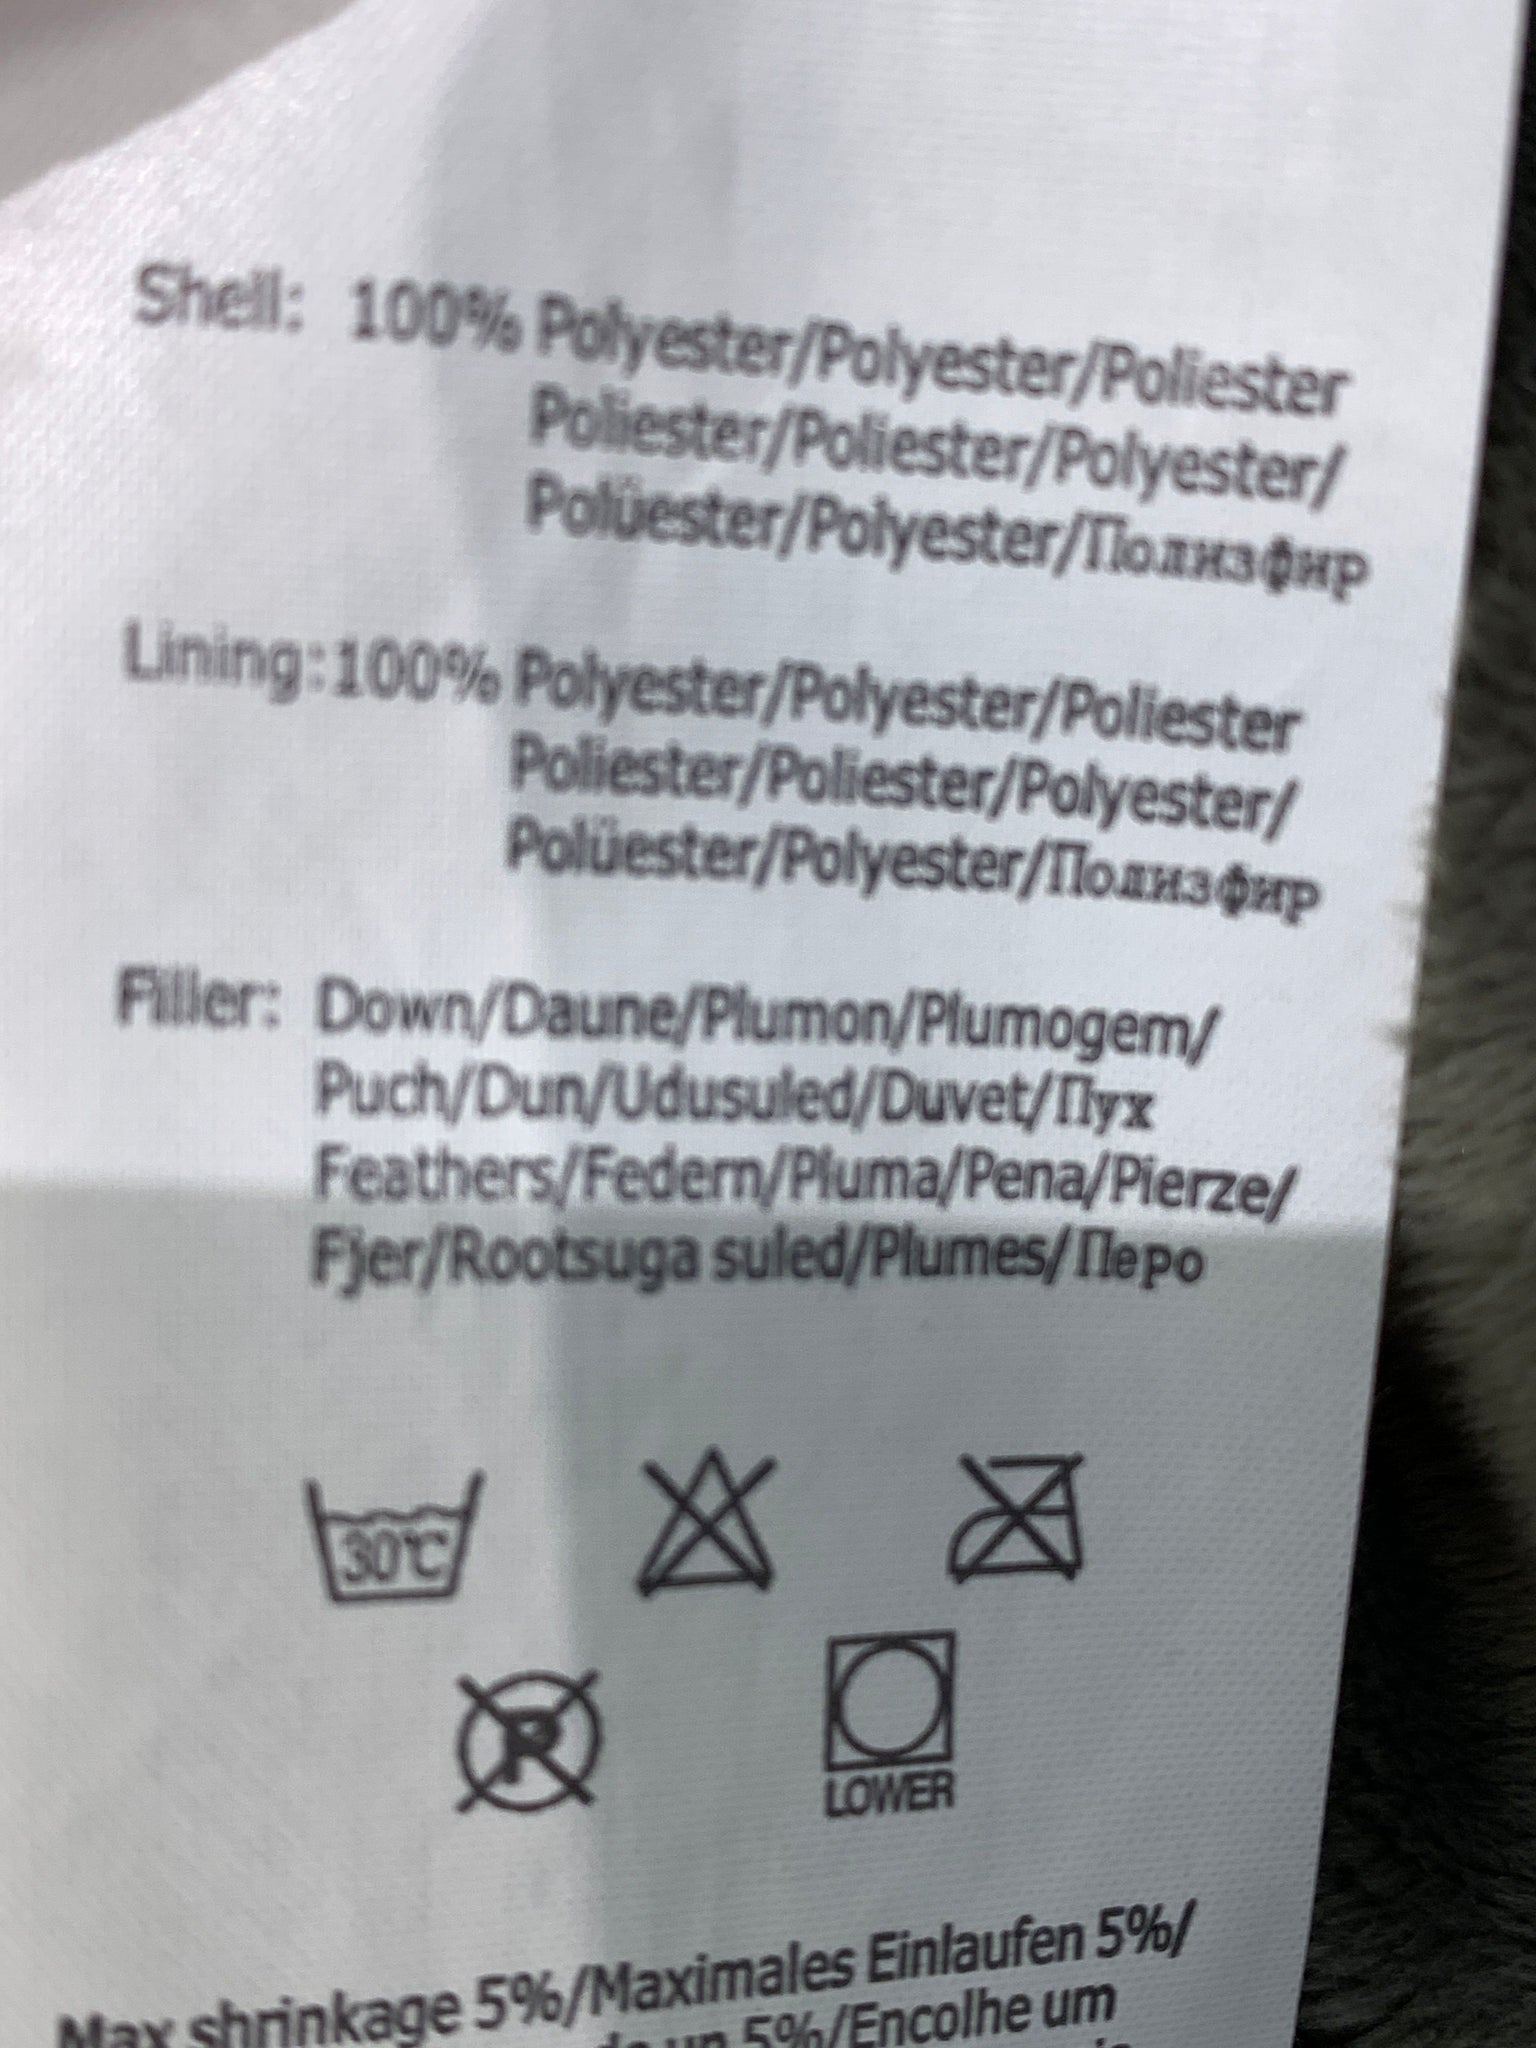 Shell: 100% Polyester/Polyester/Poliester
Poliester/Poliester/Polyester/
Polüester/Polyester/Полиэфир
Lining:100% Polyester/Polyester/Poliester
Poliester/Poliester/Polyester/
Polüester/Polyester/Полиэфир
Filler: Down/Daune/Plumon/Plumogem/
Puch/Dun/Udusuled/Duvet/Пух
Feathers/Federn/Pluma/Pena/Pierze/
Fjer/Rootsuga suled/Plumes/Перо
30℃
P
LOWER
Max shrinkage 5%/Maximales Einlaufen 5%/
de un 5%/Encolhe um